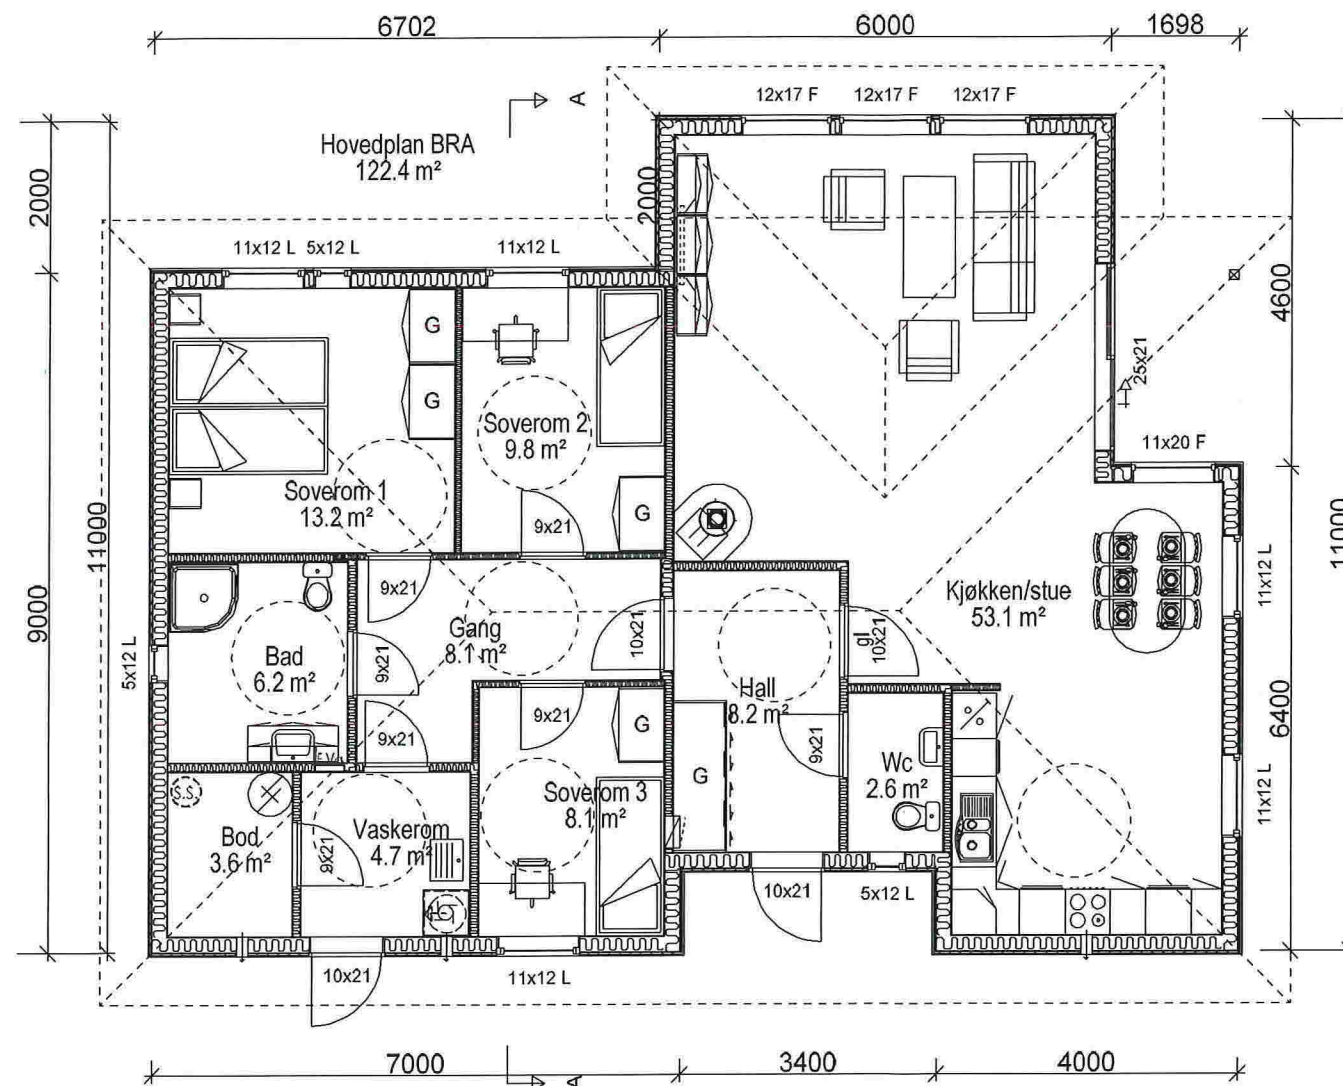 6702
6000
1698
A
12x17 F
12x17 F
12x17 F
Hovedplan BRA
122.4 m²
2000
2000
11x12 L
5x12 L
11x12 L
4600
25x21
G
G
Soverom 2
9.8 m²
11x20 F
Soverom 1
13.2 m²
G
9x21
11000
11000
9000
9x21
10x21
gl
10x21
Kjøkken/stue
53.1 m²
11x12 L
Gang
8.1 m²
Bad
6.2 m²
5x12 L
9x21
Hall
8.2 m²
6400
9x21
9x21
G
9x21
G
Wc
2.6 m²
S.S.
Soverom 3
8.1 m²
11x12 L
Bod
3.6 m²
Vaskerom
4.7 m²
9x21
10x21
5x12 L
10x21
11x12 L
7000
3400
4000
A